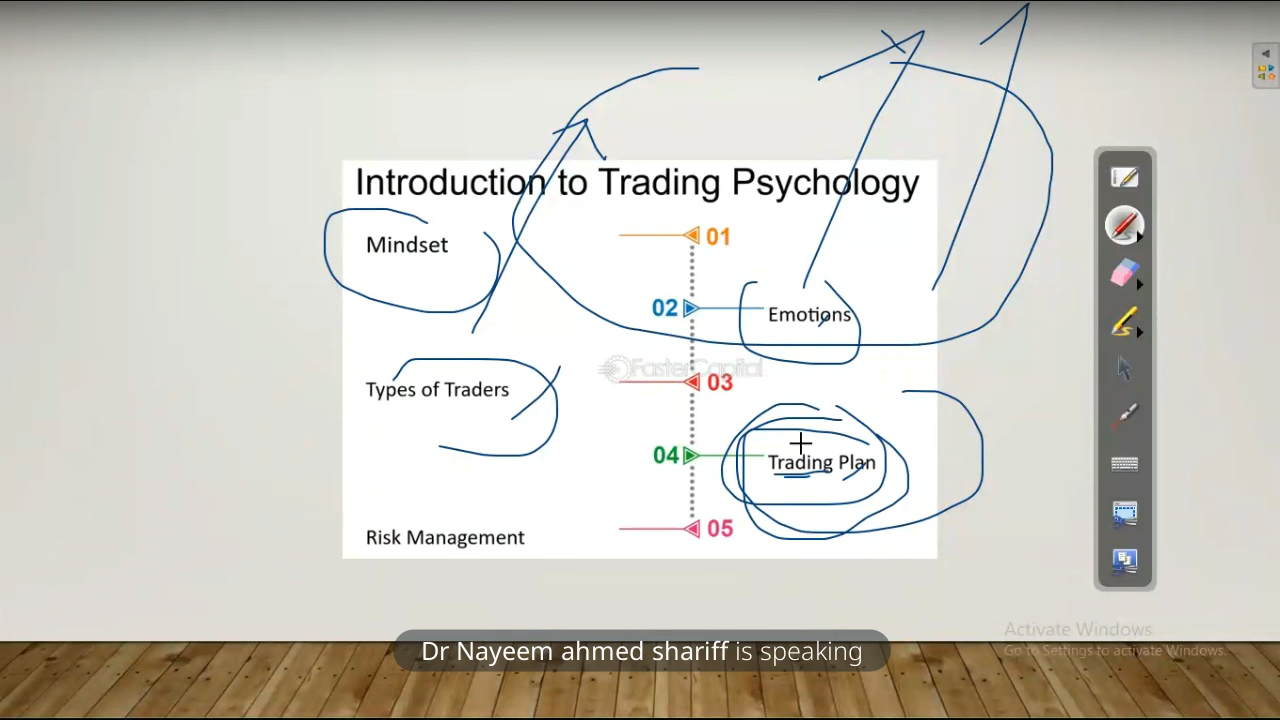 Introduction to Trading Psychology
Mindset
01
02
Emotions
FasterCapital
Types of Traders
03
04
Trading Plan
Risk Management
05
Activate Windows
Go to Settings to activate Windows.
Dr Nayeem ahmed shariff is speaking